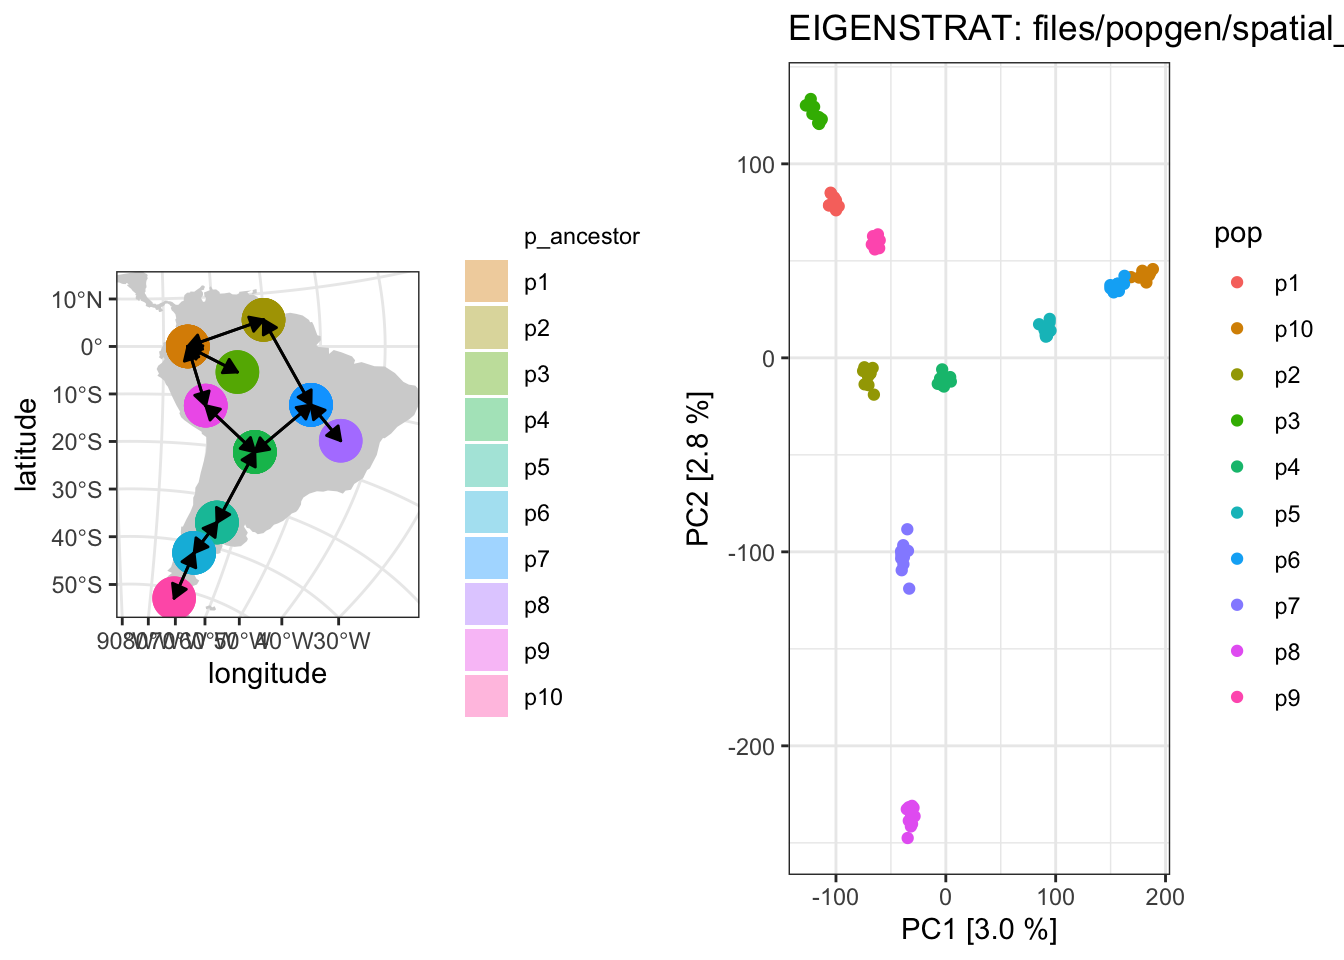 EIGENSTRAT: files/popgen/spatial_
10°N
0°
10°S
20°S
30°S
40°S
50°S
latitude
40°W
30°W
longitude
p_ancestor
p1
p2
p3
p4
p5
p6
p7
p8
p9
p10
100
0
-100
-200
PC2 [2.8 %]
-100
0
100
200
PC1 [3.0 %]
pop
p1
p10
p2
p3
p4
p5
p6
p7
p8
p9